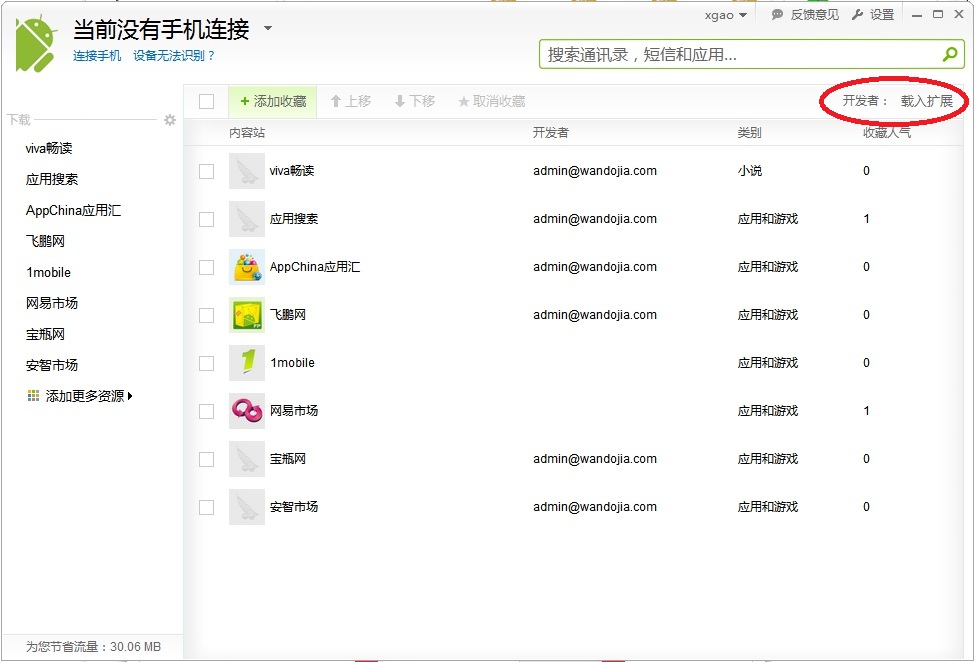 当前没有手机连接
xgao 反馈意见 设置
连接手机 设备无法识别？
搜索通讯录，短信和应用...
添加收藏 上移 下移 取消收藏 开发者： 载入扩展
下载
viva畅读
应用搜索
AppChina应用汇
飞鹏网
1mobile
网易市场
宝瓶网
安智市场
添加更多资源
内容站 开发者 类别 收藏人气
viva畅读 admin@wandojia.com 小说 0
应用搜索 admin@wandojia.com 应用和游戏 1
AppChina应用汇 admin@wandojia.com 应用和游戏 0
飞鹏网 admin@wandojia.com 应用和游戏 0
1mobile 应用和游戏 0
网易市场 应用和游戏 1
宝瓶网 admin@wandojia.com 应用和游戏 0
安智市场 admin@wandojia.com 应用和游戏 0
为您节省流量：30.06 MB